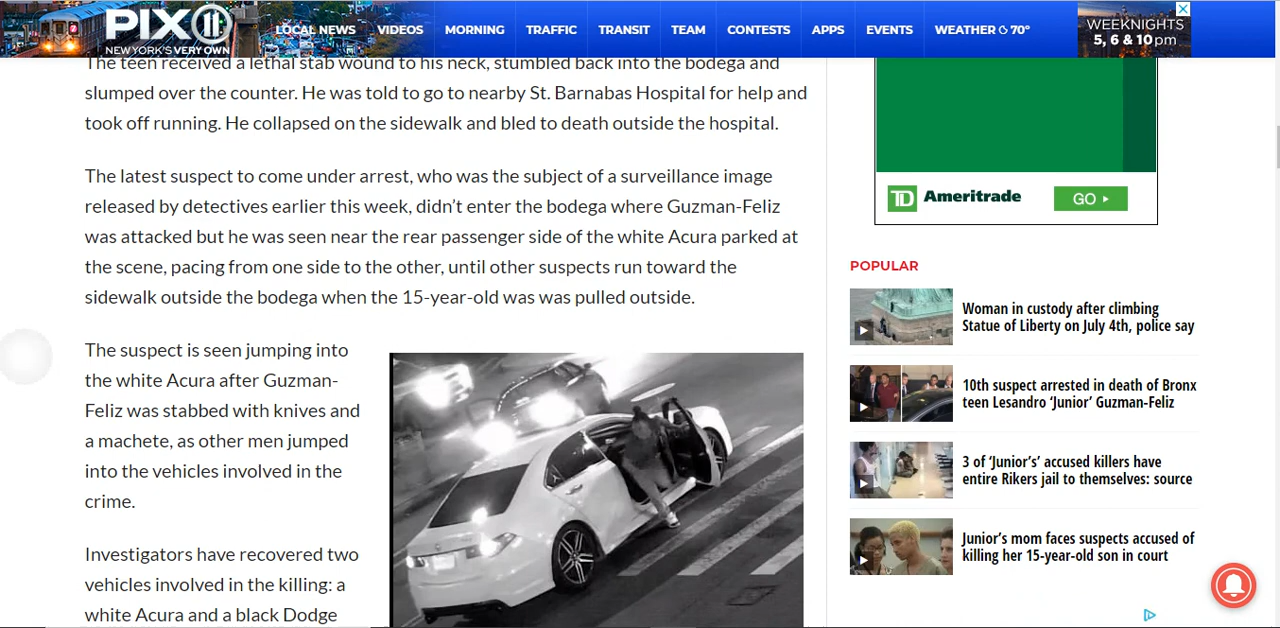 PIX 11
NEW YORK'S VERY OWN
LOCAL NEWS VIDEOS MORNING TRAFFIC TRANSIT TEAM CONTESTS APPS EVENTS WEATHER 70°
WEEKNIGHTS
5, 6 & 10 pm
The teen received a lethal stab wound to his neck, stumbled back into the bodega and
slumped over the counter. He was told to go to nearby St. Barnabas Hospital for help and
took off running. He collapsed on the sidewalk and bled to death outside the hospital.
The latest suspect to come under arrest, who was the subject of a surveillance image
released by detectives earlier this week, didn't enter the bodega where Guzman-Feliz
was attacked but he was seen near the rear passenger side of the white Acura parked at
the scene, pacing from one side to the other, until other suspects run toward the
sidewalk outside the bodega when the 15-year-old was was pulled outside.
The suspect is seen jumping into
the white Acura after Guzman-
Feliz was stabbed with knives and
a machete, as other men jumped
into the vehicles involved in the
crime.
Investigators have recovered two
vehicles involved in the killing: a
white Acura and a black Dodge
TD Ameritrade GO
POPULAR
Woman in custody after climbing
Statue of Liberty on July 4th, police say
10th suspect arrested in death of Bronx
teen Lesandro 'Junior' Guzman-Feliz
3 of 'Junior's' accused killers have
entire Rikers jail to themselves: source
Junior's mom faces suspects accused of
killing her 15-year-old son in court